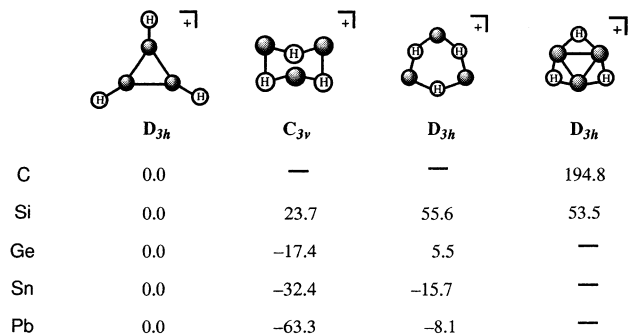 H + + + H +
H H H H
H H H H H H H
D3h C3v D3h D3h
C 0.0 — — 194.8
Si 0.0 23.7 55.6 53.5
Ge 0.0 −17.4 5.5 —
Sn 0.0 −32.4 −15.7 —
Pb 0.0 −63.3 −8.1 —